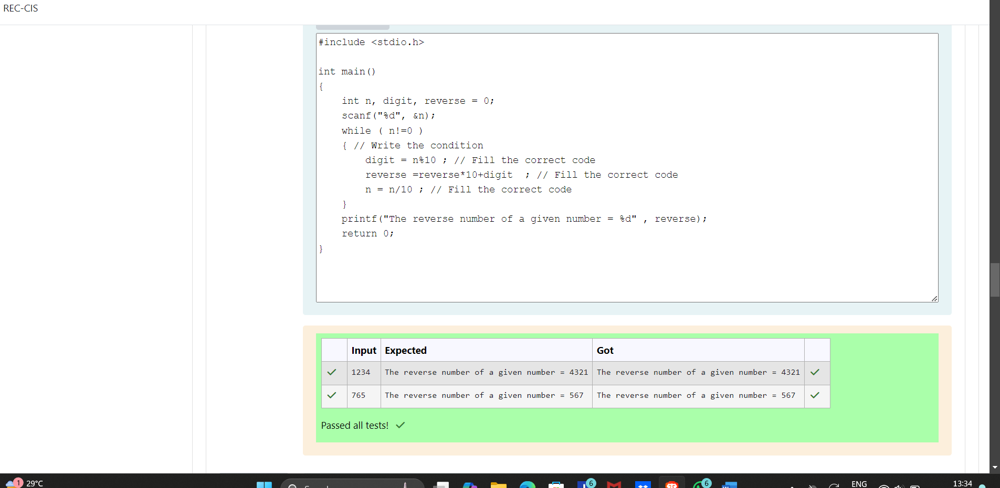 REC-CIS
#include <stdio.h>
int main()
{
    int n, digit, reverse = 0;
    scanf("%d", &n);
    while ( n!=0 )
    { // Write the condition
        digit = n%10 ; // Fill the correct code
        reverse =reverse*10+digit  ; // Fill the correct code
        n = n/10 ; // Fill the correct code
    }
    printf("The reverse number of a given number = %d" , reverse);
    return 0;
}
Input Expected Got
1234 The reverse number of a given number = 4321 The reverse number of a given number = 4321
765 The reverse number of a given number = 567 The reverse number of a given number = 567
Passed all tests!
1 29°C 6 6 ENG 13:34